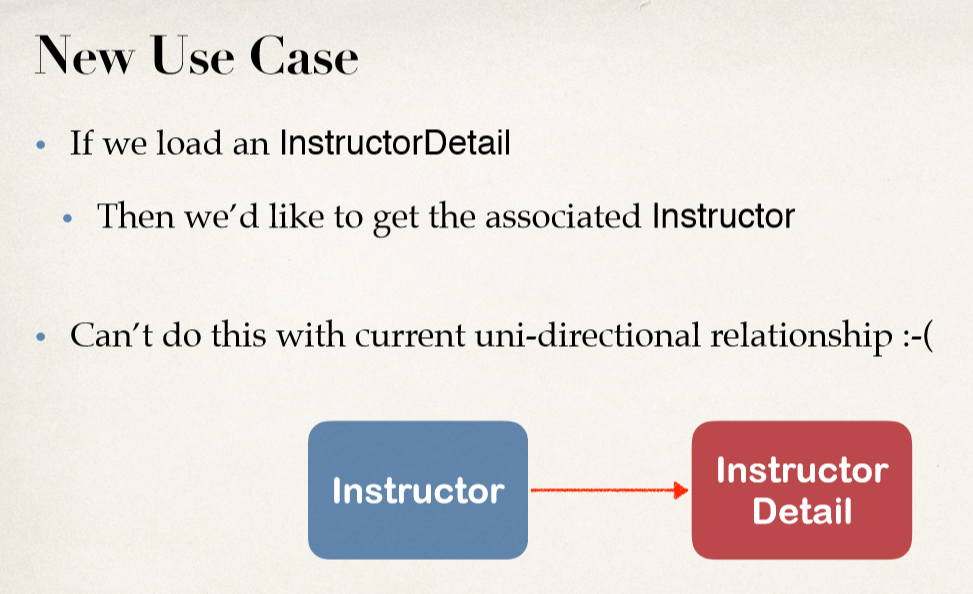 New Use Case
• If we load an InstructorDetail
• Then we’d like to get the associated Instructor
• Can’t do this with current uni-directional relationship :-(
Instructor
Instructor
Detail